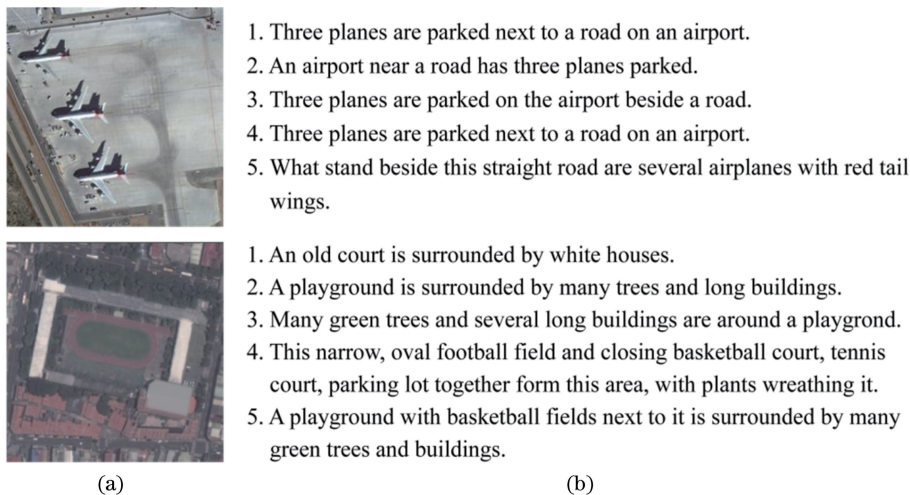 1. Three planes are parked next to a road on an airport.
2. An airport near a road has three planes parked.
3. Three planes are parked on the airport beside a road.
4. Three planes are parked next to a road on an airport.
5. What stand beside this straight road are several airplanes with red tail
wings.
1. An old court is surrounded by white houses.
2. A playground is surrounded by many trees and long buildings.
3. Many green trees and several long buildings are around a playgrond.
4. This narrow, oval football field and closing basketball court, tennis
court, parking lot together form this area, with plants wreathing it.
5. A playground with basketball fields next to it is surrounded by many
green trees and buildings.
(a)
(b)